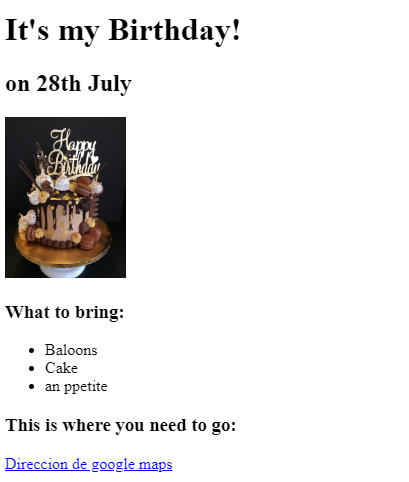 It's my Birthday!
on 28th July
Happy
Birthday
What to bring:
Baloons
Cake
an ppetite
This is where you need to go:
Direccion de google maps